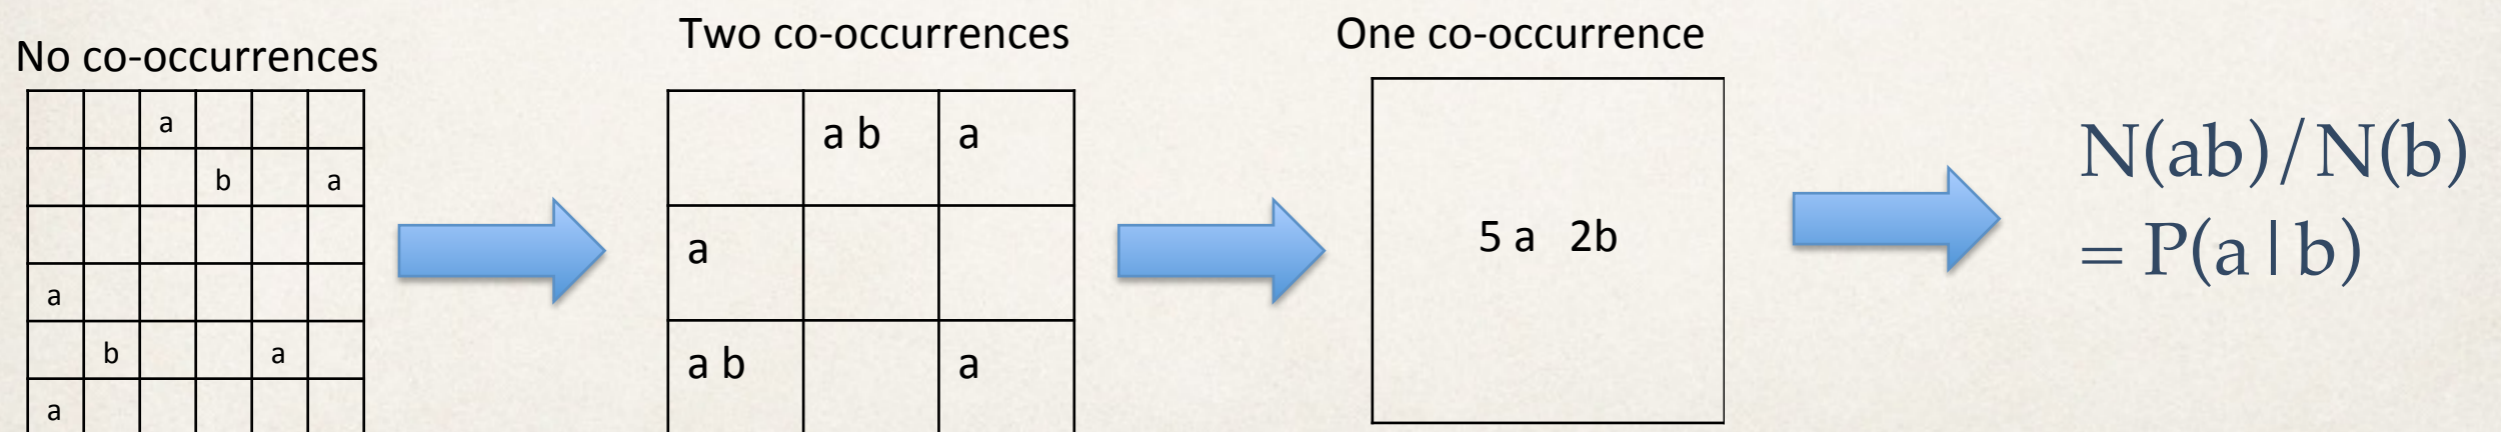 No co-occurrences
a
b a
a
b a
a
Two co-occurrences
a b a
a
a b a
One co-occurrence
5 a 2b
N(ab)/N(b)
= P(a|b)